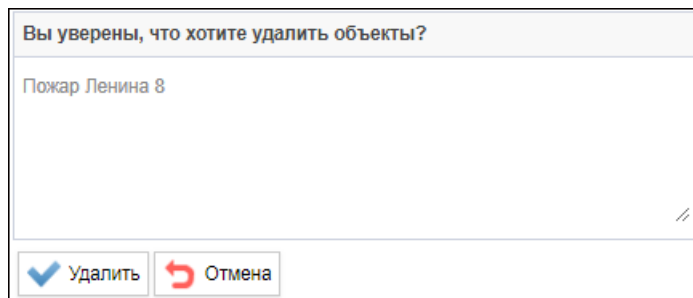 Вы уверены, что хотите удалить объекты?
Пожар Ленина 8
Удалить Отмена